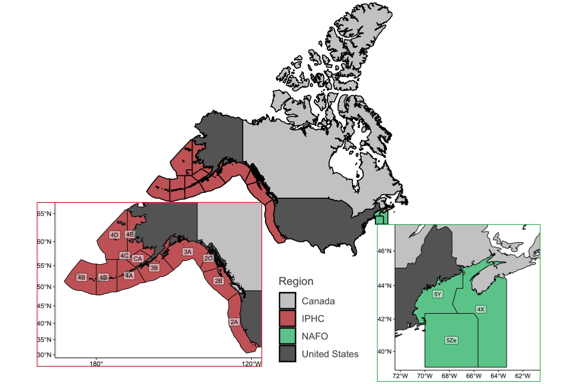 65°N
60°N
55°N
50°N
45°N
40°N
35°N
30°N
180°
120°W
4D
4E
4C
CA
4B
4B
4A
3B
3A
2C
2B
2A
Region
Canada
IPHC
NAFO
United States
46°N
44°N
42°N
40°N
72°W 70°W 68°W 66°W 64°W 62°W
5Y
4X
5Ze